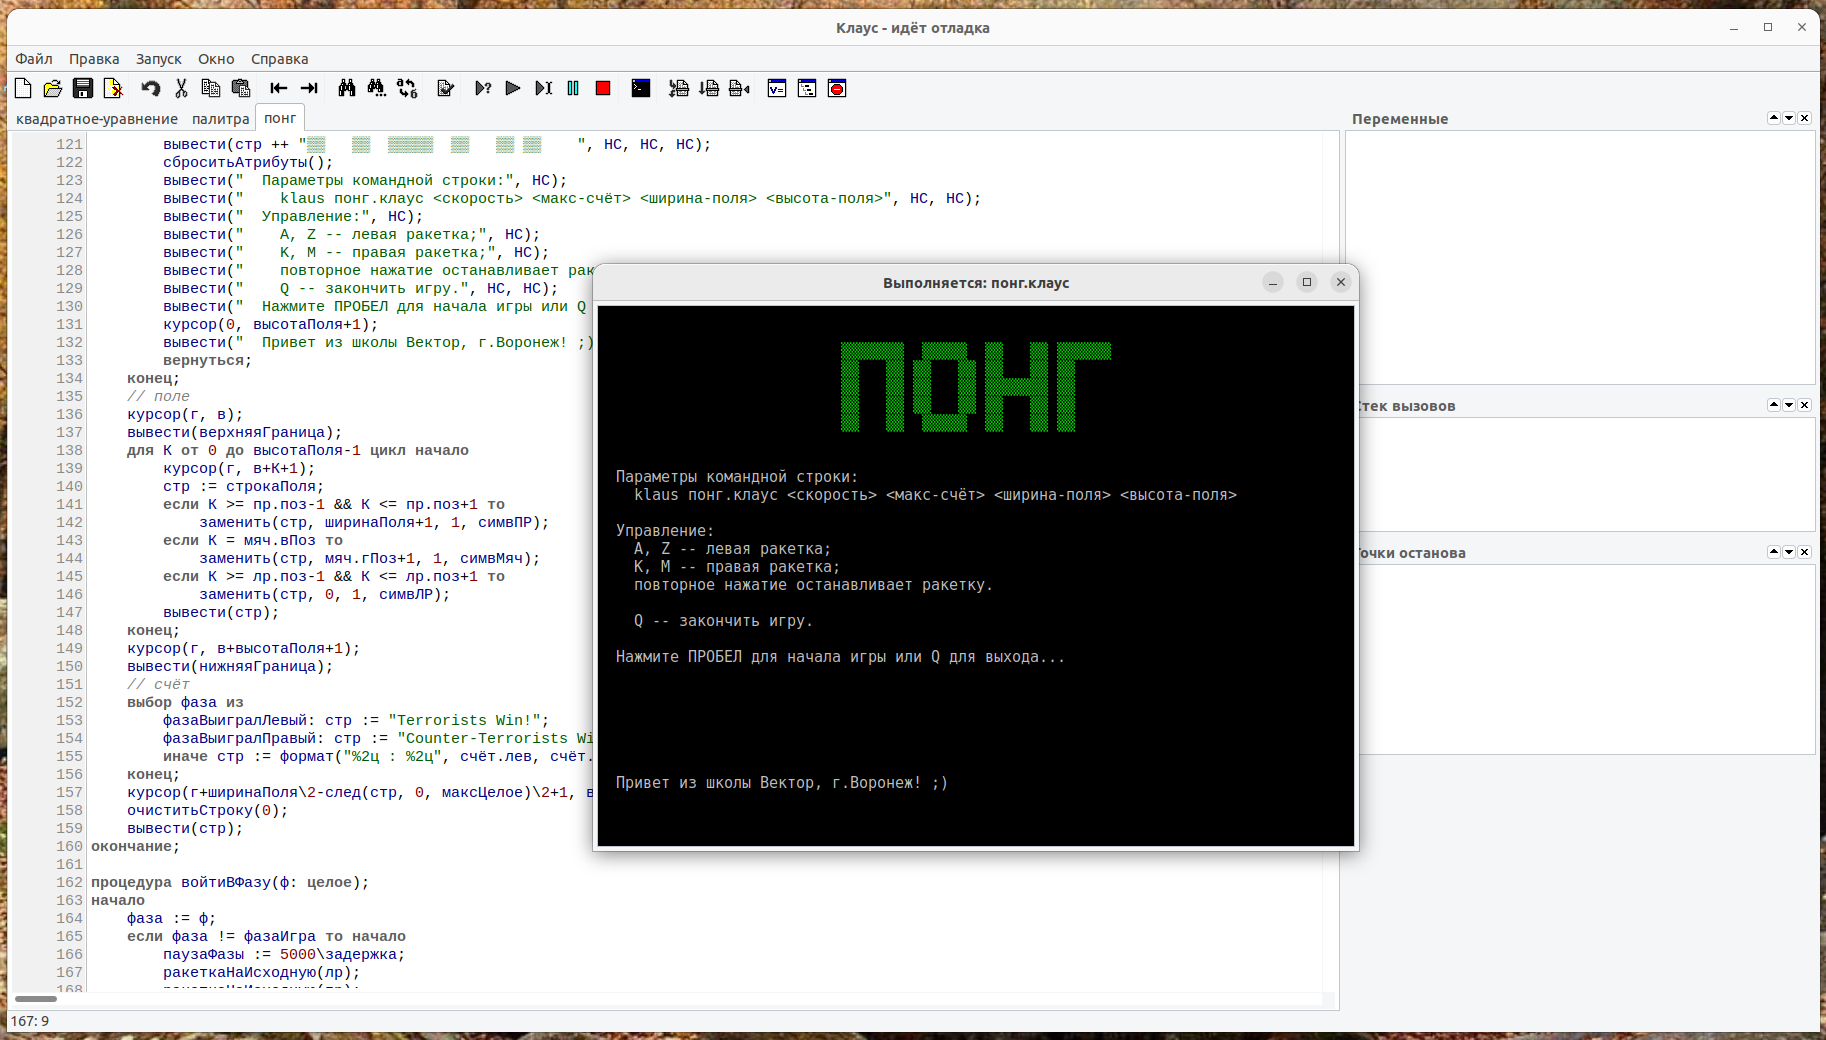 Клаус - идёт отладка
Файл Правка Запуск Окно Справка
квадратное-уравнение палитра понг
121 вывести(стр ++ "▒▒   ▒▒  ▒▒▒▒▒  ▒▒   ▒▒ ▒▒    ", НС, НС, НС);
122 сброситьАтрибуты();
123 вывести("  Параметры командной строки:", НС);
124 вывести("    klaus понг.клаус <скорость> <макс-счёт> <ширина-поля> <высота-поля>", НС, НС);
125 вывести("  Управление:", НС);
126 вывести("    A, Z -- левая ракетка;", НС);
127 вывести("    K, M -- правая ракетка;", НС);
128 вывести("    повторное нажатие останавливает рак
129 вывести("    Q -- закончить игру.", НС, НС);
130 вывести("  Нажмите ПРОБЕЛ для начала игры или Q
131 курсор(0, высотаПоля+1);
132 вывести("  Привет из школы Вектор, г.Воронеж! ;)
133 вернуться;
134 конец;
135 // поле
136 курсор(г, в);
137 вывести(верхняяГраница);
138 для К от 0 до высотаПоля-1 цикл начало
139 курсор(г, в+К+1);
140 стр := строкаПоля;
141 если К >= пр.поз-1 && К <= пр.поз+1 то
142 заменить(стр, ширинаПоля+1, 1, симвПР);
143 если К = мяч.вПоз то
144 заменить(стр, мяч.гПоз+1, 1, симвМяч);
145 если К >= лр.поз-1 && К <= лр.поз+1 то
146 заменить(стр, 0, 1, симвЛР);
147 вывести(стр);
148 конец;
149 курсор(г, в+высотаПоля+1);
150 вывести(нижняяГраница);
151 // счёт
152 выбор фаза из
153 фазаВыигралЛевый: стр := "Terrorists Win!";
154 фазаВыигралПравый: стр := "Counter-Terrorists Wi
155 иначе стр := формат("%2ц : %2ц", счёт.лев, счёт.
156 конец;
157 курсор(г+ширинаПоля\2-след(стр, 0, максЦелое)\2+1, в
158 очиститьСтроку(0);
159 вывести(стр);
160 окончание;
161
162 процедура войтиВФазу(ф: целое);
163 начало
164 фаза := ф;
165 если фаза != фазаИгра то начало
166 паузаФазы := 5000\задержка;
167 ракеткаНаИсходную(лр);
168
167: 9
Выполняется: понг.клаус
ПОНГ
Параметры командной строки:
klaus понг.клаус <скорость> <макс-счёт> <ширина-поля> <высота-поля>
Управление:
A, Z -- левая ракетка;
K, M -- правая ракетка;
повторное нажатие останавливает ракетку.
Q -- закончить игру.
Нажмите ПРОБЕЛ для начала игры или Q для выхода...
Привет из школы Вектор, г.Воронеж! ;)
Переменные
Стек вызовов
Точки останова